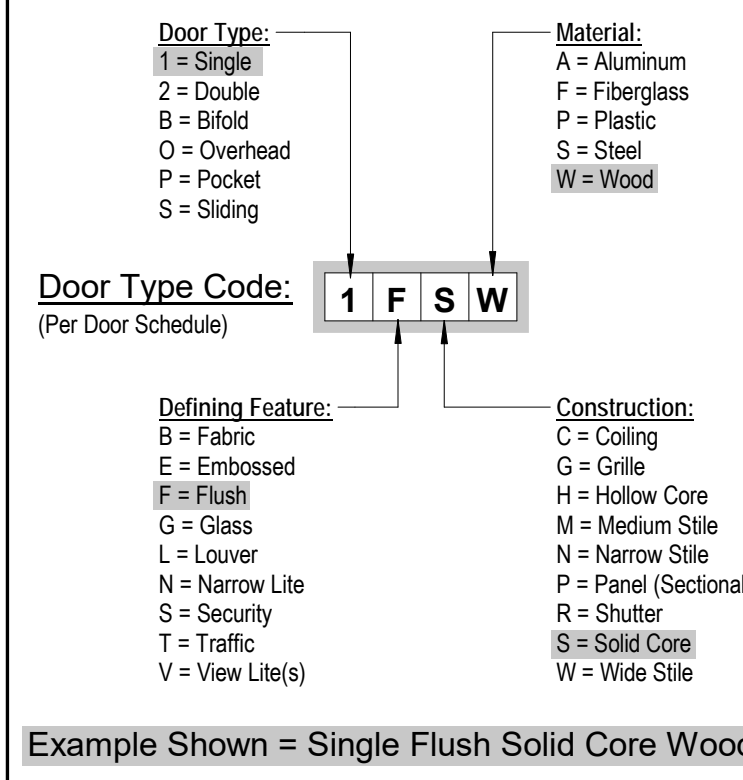 Door Type:
1 = Single
2 = Double
B = Bifold
O = Overhead
P = Pocket
S = Sliding
Material:
A = Aluminum
F = Fiberglass
P = Plastic
S = Steel
W = Wood
Door Type Code:
(Per Door Schedule)
1 F S W
Defining Feature:
B = Fabric
E = Embossed
F = Flush
G = Glass
L = Louver
N = Narrow Lite
S = Security
T = Traffic
V = View Lite(s)
Construction:
C = Coiling
G = Grille
H = Hollow Core
M = Medium Stile
N = Narrow Stile
P = Panel (Sectional
R = Shutter
S = Solid Core
W = Wide Stile
Example Shown = Single Flush Solid Core Wood